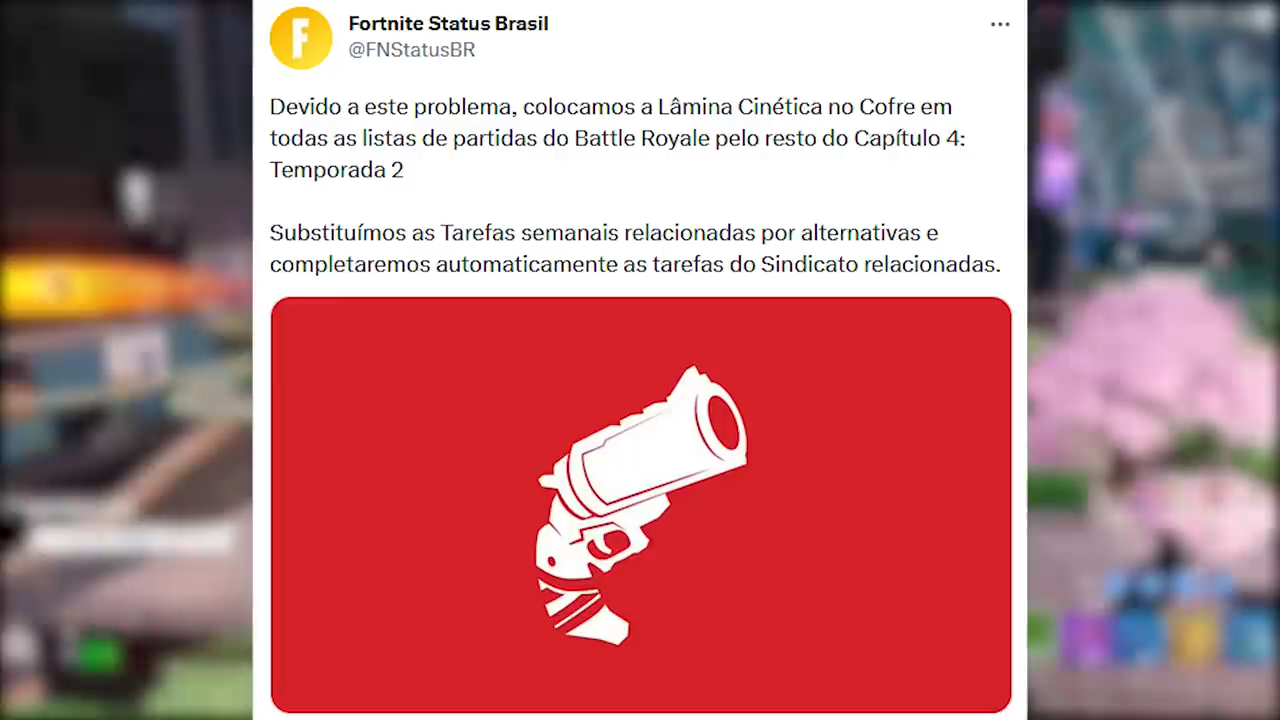 Fortnite Status Brasil
@FNStatusBR
Devido a este problema, colocamos a Lâmina Cinética no Cofre em
todas as listas de partidas do Battle Royale pelo resto do Capítulo 4:
Temporada 2
Substituímos as Tarefas semanais relacionadas por alternativas e
completaremos automaticamente as tarefas do Sindicato relacionadas.